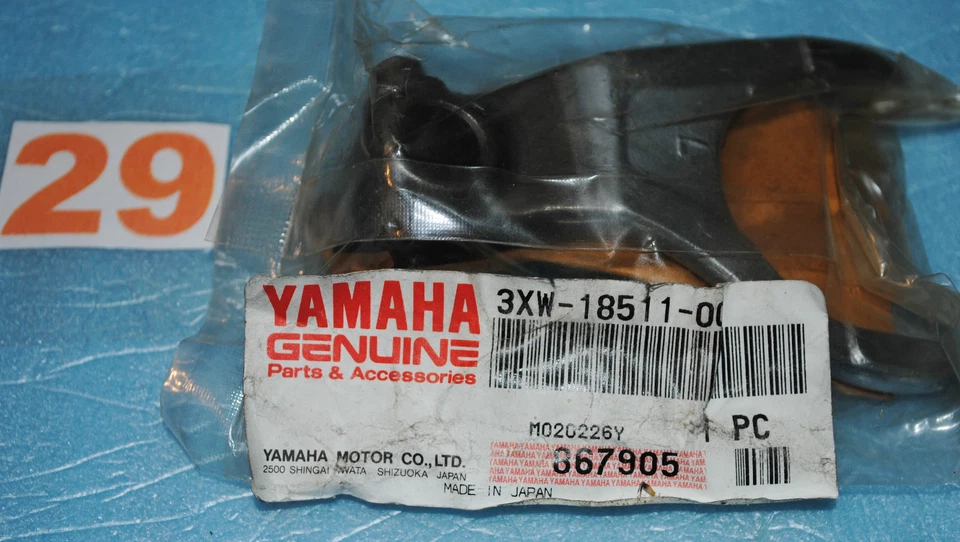 29
YAMAHA
GENUINE
Parts & Accessories
3XW-18511-00
M020226Y
1 PC
YAMAHA MOTOR CO.,LTD.
2500 SHINGAI IWATA SHIZUOKA JAPAN
MADE IN JAPAN
867905